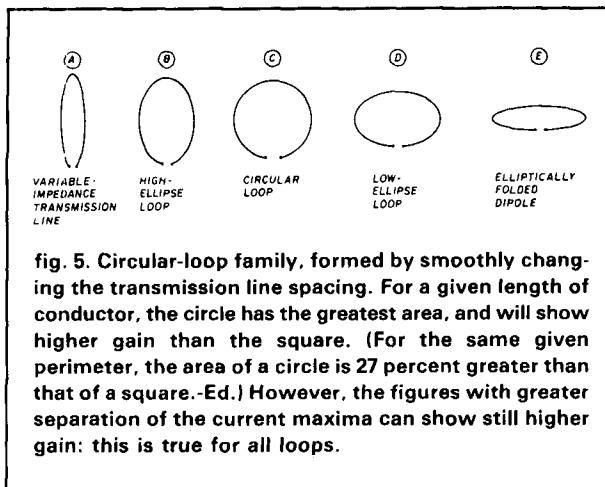 A B C D E
VARIABLE- HIGH- CIRCULAR LOW- ELLIPTICALLY
IMPEDANCE ELLIPSE LOOP ELLIPSE FOLDED
TRANSMISSION LOOP LOOP DIPOLE
LINE
fig. 5. Circular-loop family, formed by smoothly chang-
ing the transmission line spacing. For a given length of
conductor, the circle has the greatest area, and will show
higher gain than the square. (For the same given
perimeter, the area of a circle is 27 percent greater than
that of a square.-Ed.) However, the figures with greater
separation of the current maxima can show still higher
gain: this is true for all loops.